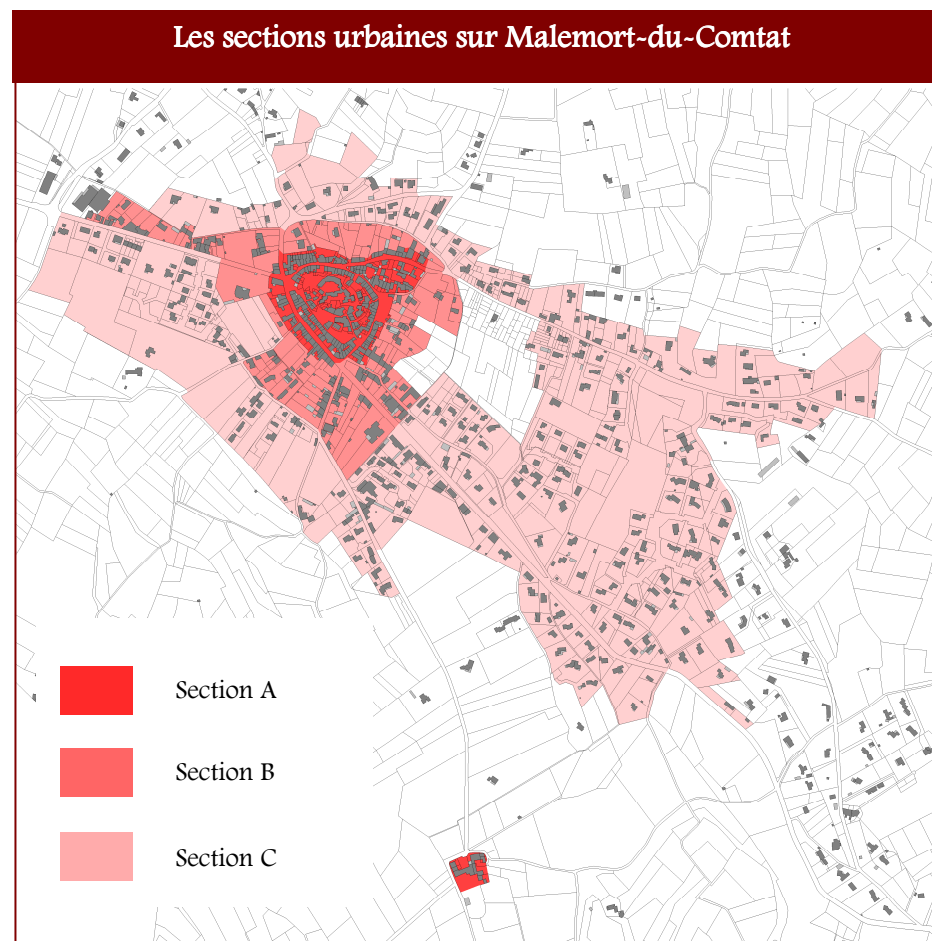 Les sections urbaines sur Malemort-du-Comtat
Section A
Section B
Section C